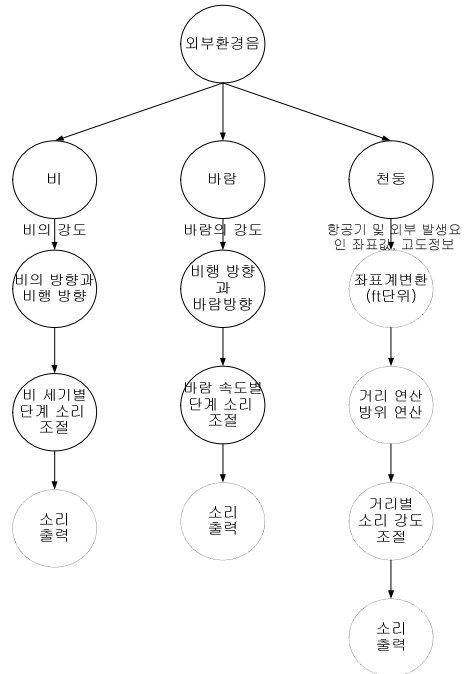 외부환경음
비
바람
천둥
비의 강도
바람의 강도
항공기 및 외부 발생요
인 좌표값, 고도정보
비의 방향과
비행 방향
비행 방향
과
바람방향
좌표계변환
(ft단위)
비 세기별
단계 소리
조절
바람 속도별
단계 소리
조절
거리 연산
방위 연산
소리
출력
소리
출력
거리별
소리 강도
조절
소리
출력